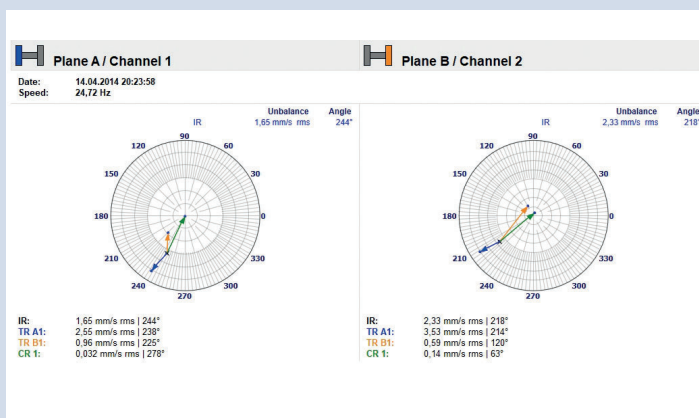 Plane A / Channel 1
Date: 14.04.2014 20:23:58
Speed: 24,72 Hz
Unbalance Angle
IR 1,65 mm/s rms 244°
90
120 60
150 30
180 0
210 330
240 300
270
IR: 1,65 mm/s rms | 244°
TR A1: 2,55 mm/s rms | 238°
TR B1: 0,96 mm/s rms | 225°
CR 1: 0,032 mm/s rms | 278°
Plane B / Channel 2
Unbalance Angle
IR 2,33 mm/s rms 218°
90
120 60
150 30
180 0
210 330
240 300
270
IR: 2,33 mm/s rms | 218°
TR A1: 3,53 mm/s rms | 214°
TR B1: 0,59 mm/s rms | 120°
CR 1: 0,14 mm/s rms | 63°